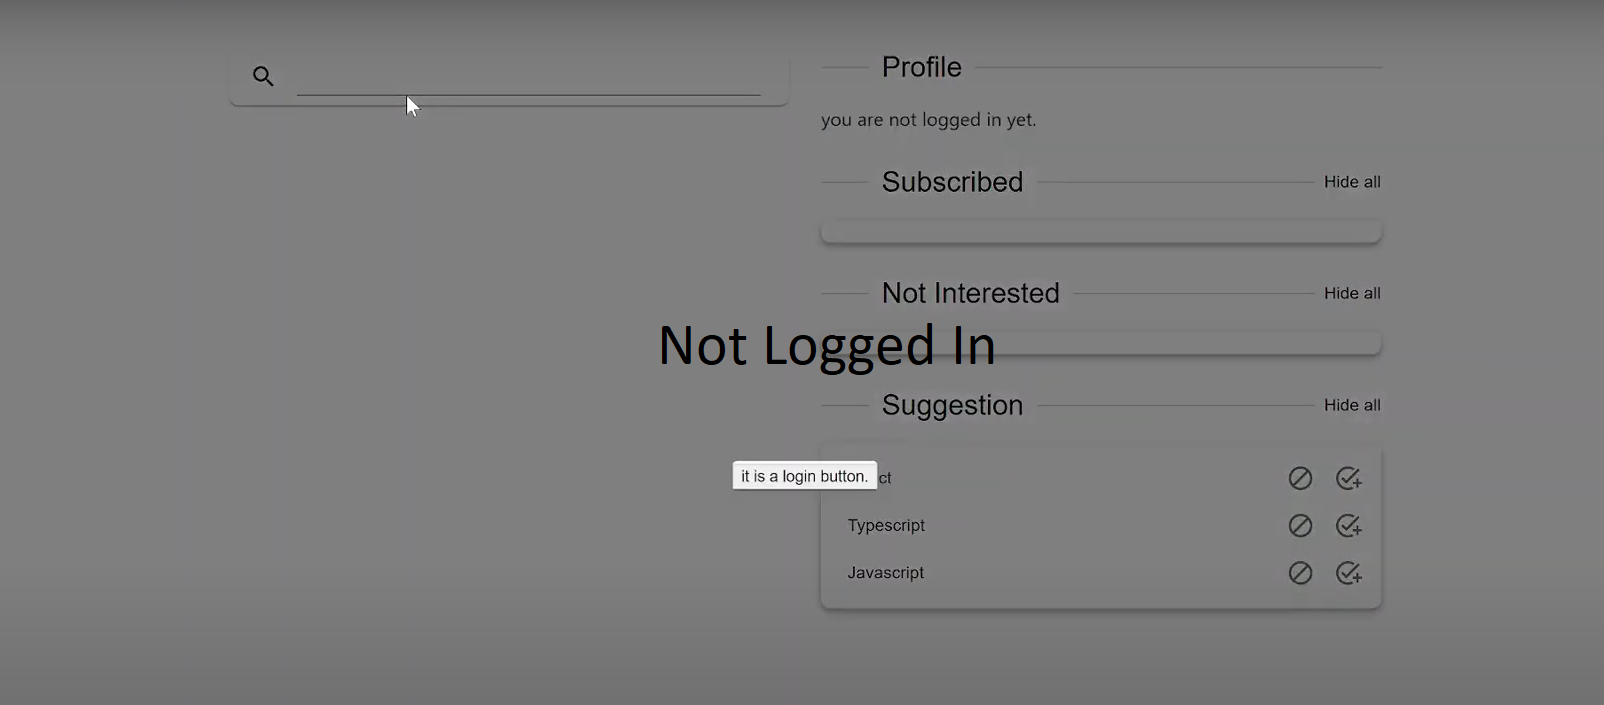 Profile
you are not logged in yet.
Subscribed
Hide all
Not Interested
Hide all
Not Logged In
Suggestion
Hide all
it is a login button.
ct
Typescript
Javascript